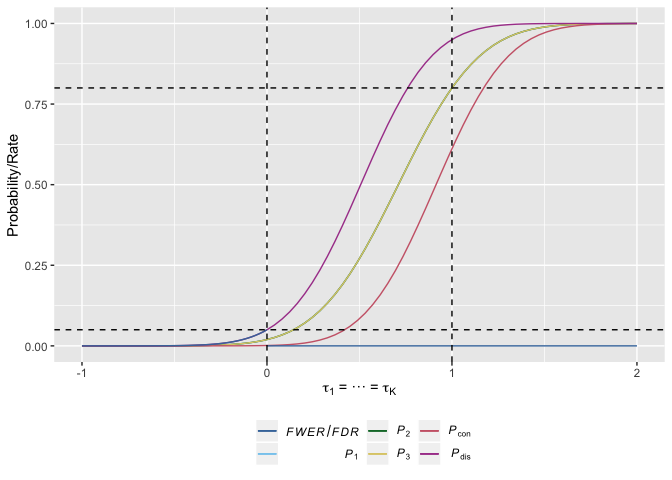 1.00
0.75
0.50
0.25
0.00
Probability/Rate
-1 0 1 2
τ1 = ⋯ = τK
FWER/FDR P2 Pcon
P1 P3 Pdis